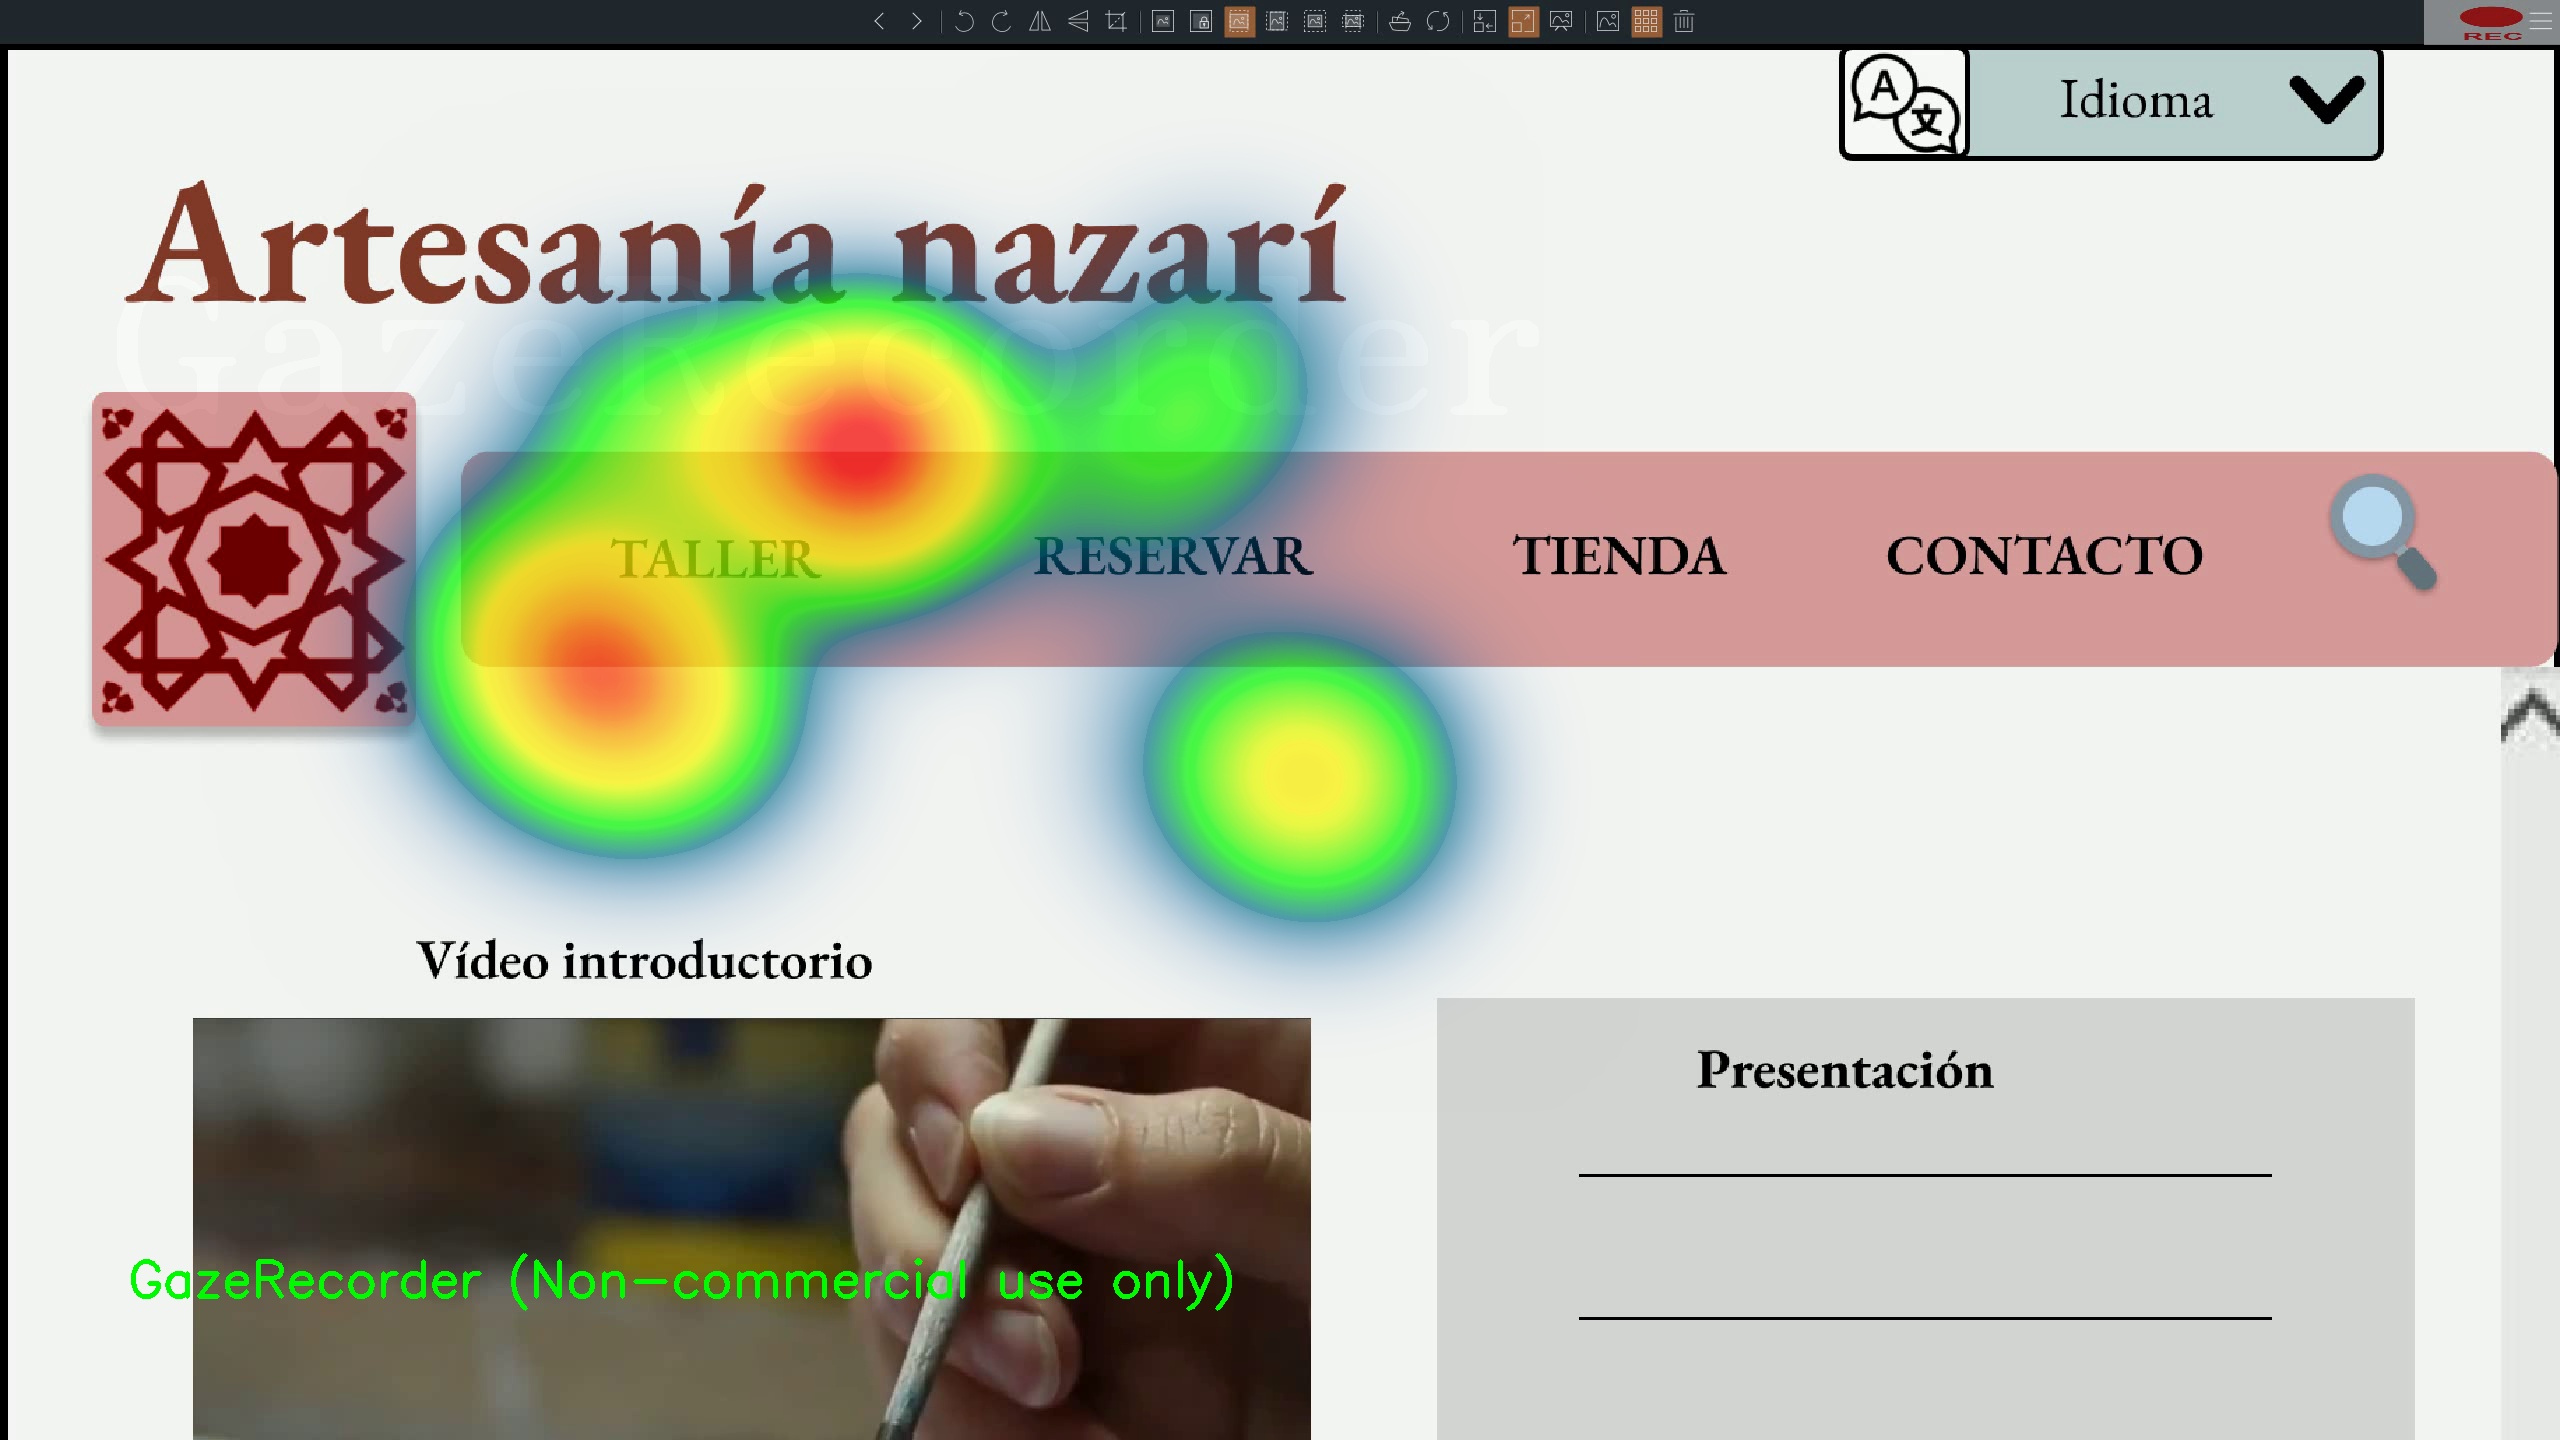 REC
A 文 Idioma
Artesanía nazarí
GazeRecorder
TALLER RESERVAR TIENDA CONTACTO
Vídeo introductorio
Presentación
GazeRecorder (Non-commercial use only)